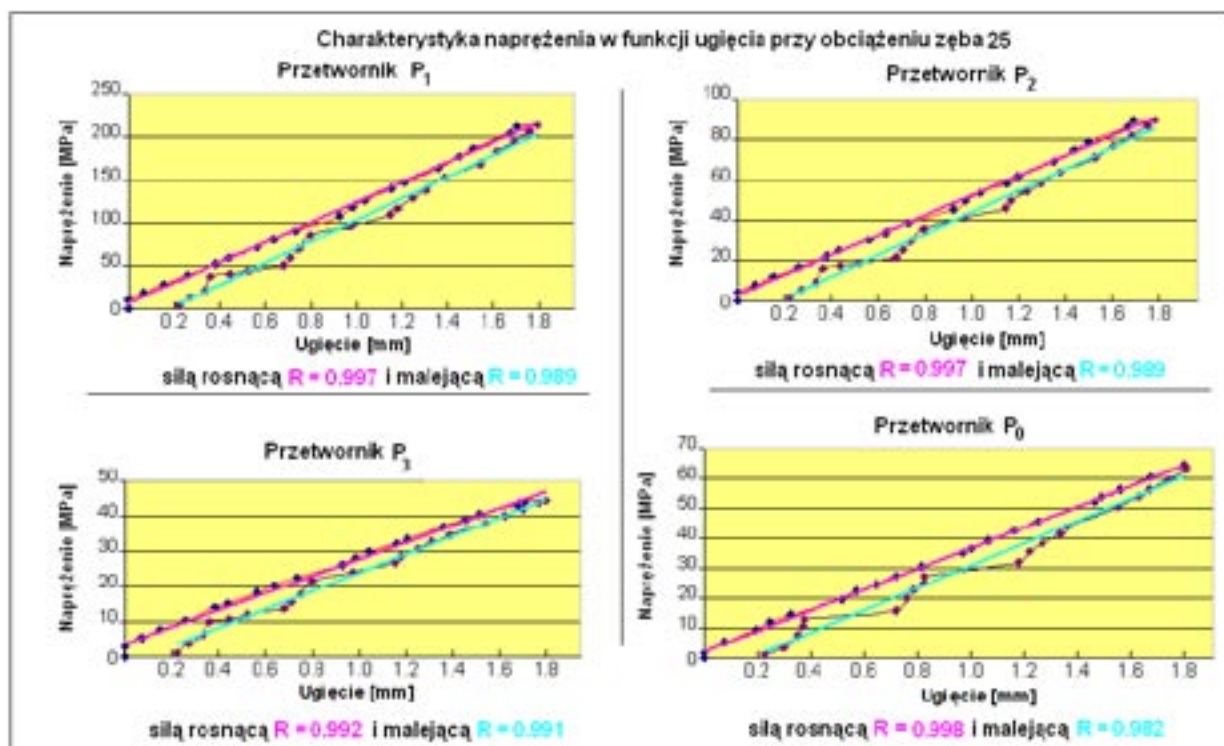 Charakterystyka naprężenia w funkcji ugięcia przy obciążeniu zęba 25
Przetwornik P1
Naprężenie [MPa]
250
200
150
100
50
0
0.2 0.4 0.6 0.8 1.0 1.2 1.4 1.6 1.8
Ugięcie [mm]
siłą rosnącą R = 0.997 i malejącą R = 0.989
Przetwornik P2
Naprężenie [MPa]
100
80
60
40
20
0
0.2 0.4 0.6 0.8 1.0 1.2 1.4 1.6 1.8
Ugięcie [mm]
siłą rosnącą R = 0.997 i malejącą R = 0.989
Przetwornik P3
Naprężenie [MPa]
50
40
30
20
10
0
0.2 0.4 0.6 0.8 1.0 1.2 1.4 1.6 1.8
Ugięcie [mm]
siłą rosnącą R = 0.992 i malejącą R = 0.991
Przetwornik P0
Naprężenie [MPa]
70
60
50
40
30
20
10
0
0.2 0.4 0.6 0.8 1.0 1.2 1.4 1.6 1.8
Ugięcie [mm]
siłą rosnącą R = 0.998 i malejącą R = 0.982